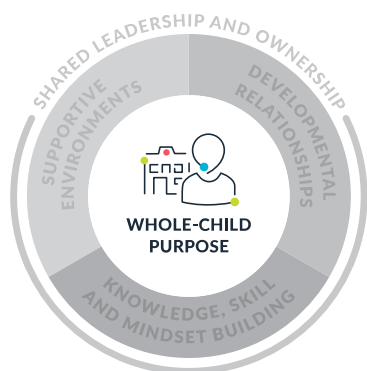 SHARED LEADERSHIP AND OWNERSHIP
SUPPORTIVE
ENVIRONMENTS
DEVELOPMENTAL
RELATIONSHIPS
WHOLE-CHILD
PURPOSE
KNOWLEDGE, SKILL
AND MINDSET BUILDING